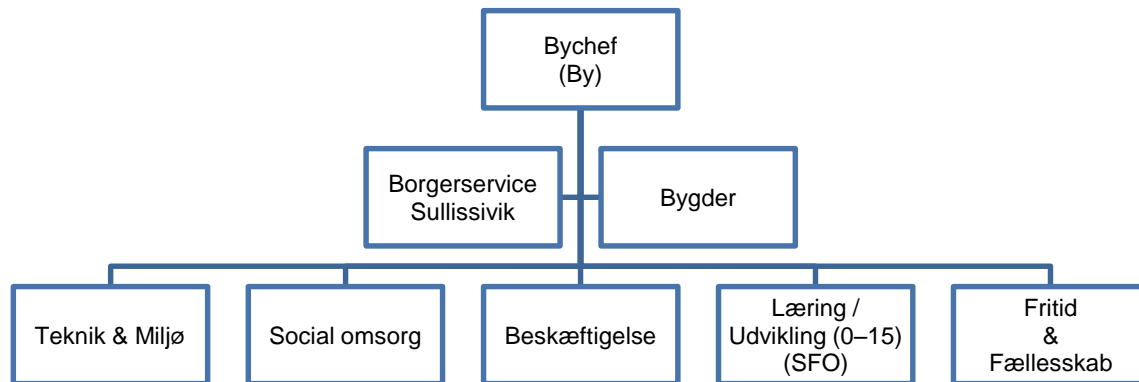 Bychef
(By)
Borgerservice
Sullissivik
Bygder
Teknik & Miljø
Social omsorg
Beskæftigelse
Læring /
Udvikling (0–15)
(SFO)
Fritid
&
Fællesskab